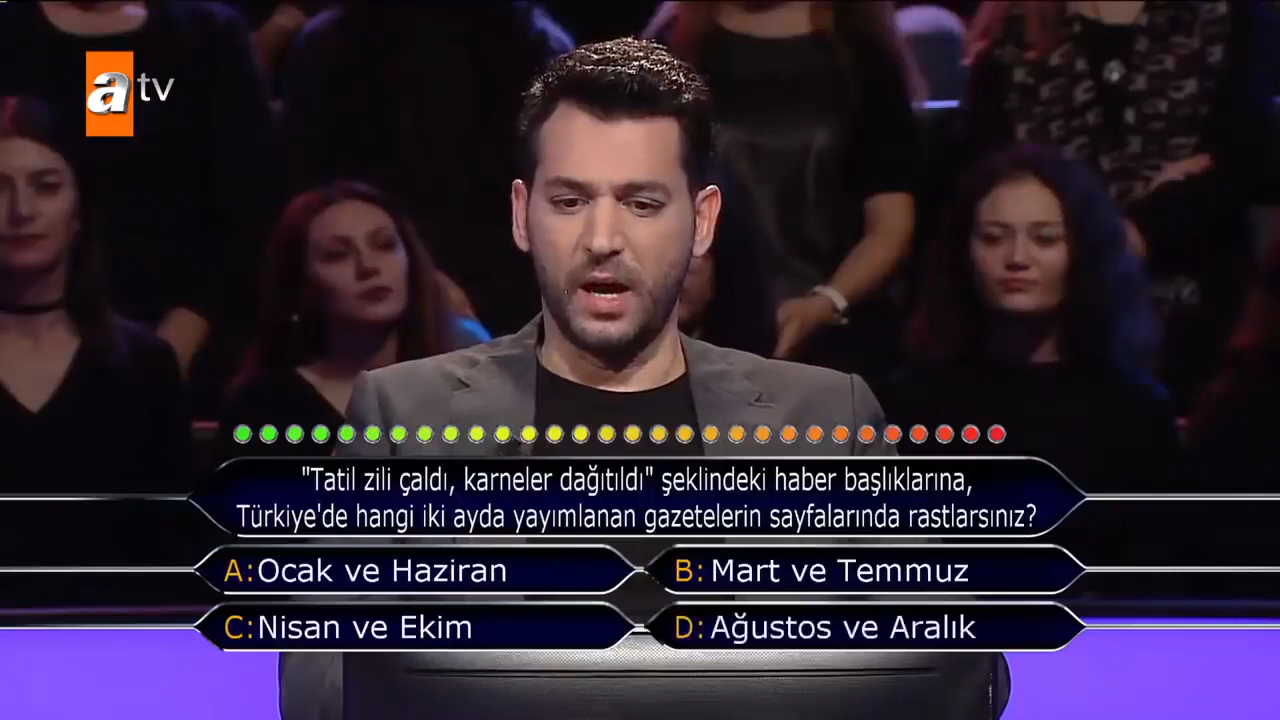 a tv
"Tatil zili çaldı, karneler dağıtıldı" şeklindeki haber başlıklarına,
Türkiye'de hangi iki ayda yayımlanan gazetelerin sayfalarında rastlarsınız?
A: Ocak ve Haziran
B: Mart ve Temmuz
C: Nisan ve Ekim
D: Ağustos ve Aralık